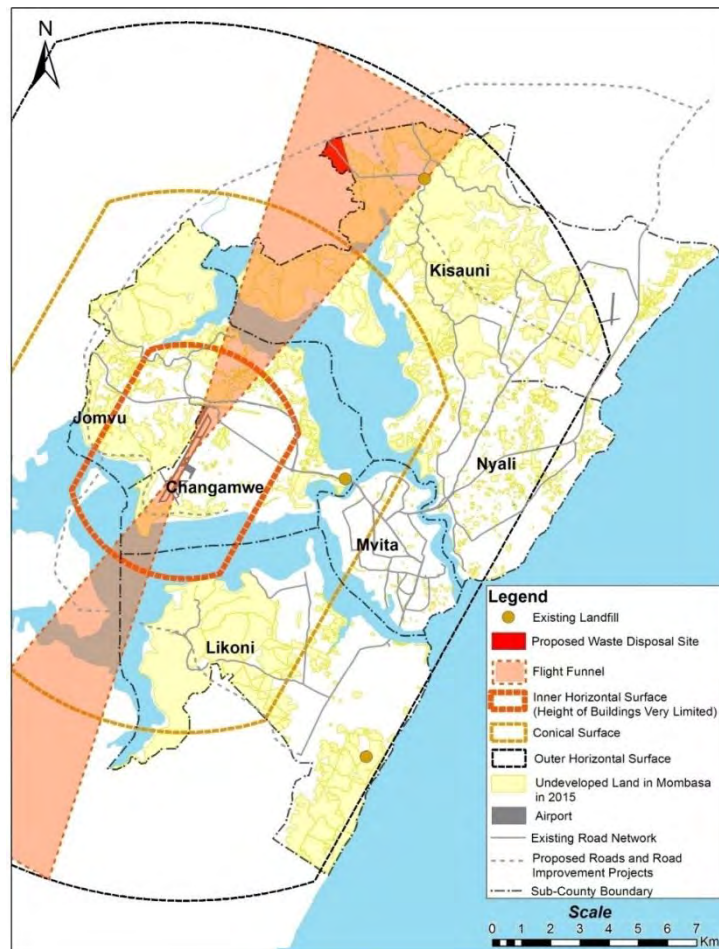 N
Kisauni
Jomvu
Changamwe
Nyali
Mvita
Likoni
Legend
Existing Landfill
Proposed Waste Disposal Site
Flight Funnel
Inner Horizontal Surface
(Height of Buildings Very Limited)
Conical Surface
Outer Horizontal Surface
Undeveloped Land in Mombasa
in 2015
Airport
Existing Road Network
Proposed Roads and Road
Improvement Projects
Sub-County Boundary
Scale
0 1 2 3 4 5 6 7
Km